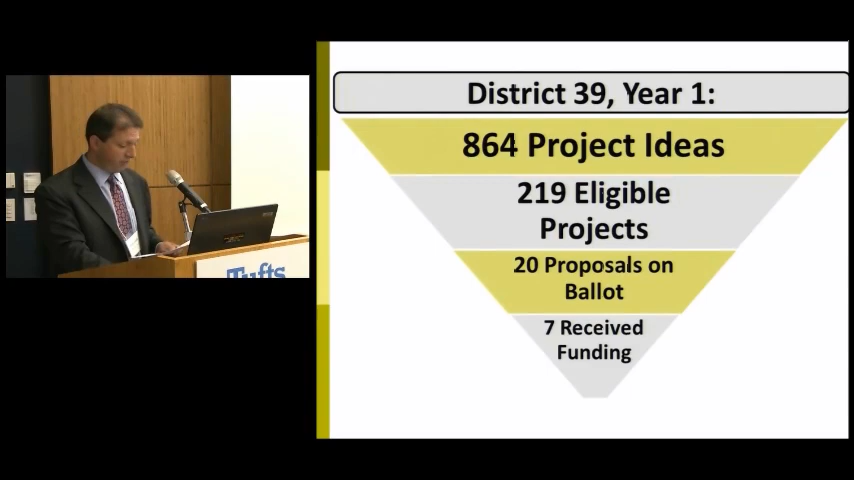 District 39, Year 1:
864 Project Ideas
219 Eligible
Projects
20 Proposals on
Ballot
7 Received
Funding
Tufts